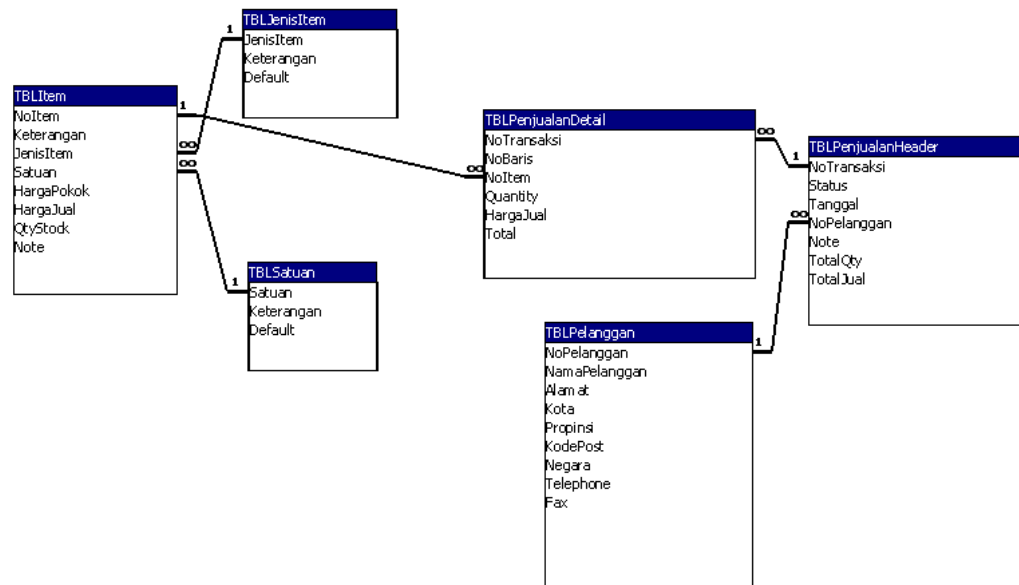 TBLJenisItem
JenisItem
Keterangan
Default
1
TBLItem
NoItem
Keterangan
JenisItem
Satuan
HargaPokok
HargaJual
QtyStock
Note
1
∞
∞
TBLSatuan
Satuan
Keterangan
Default
1
TBLPenjualanDetail
NoTransaksi
NoBaris
NoItem
Quantity
HargaJual
Total
∞
∞
TBLPenjualanHeader
NoTransaksi
Status
Tanggal
NoPelanggan
Note
TotalQty
TotalJual
1
∞
TBLPelanggan
NoPelanggan
NamaPelanggan
Alamat
Kota
Propinsi
KodePost
Negara
Telephone
Fax
1